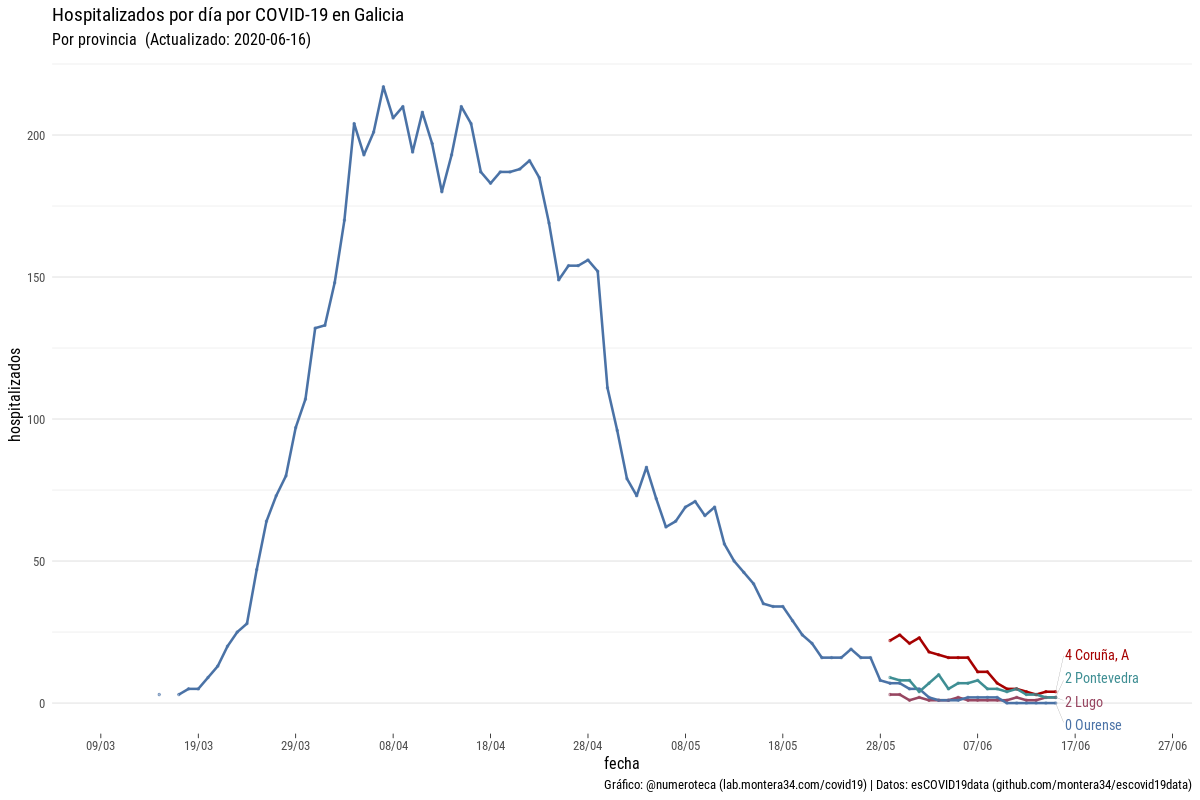 Hospitalizados por día por COVID-19 en Galicia
Por provincia  (Actualizado: 2020-06-16)
hospitalizados
200
150
100
50
0
4 Coruña, A
2 Pontevedra
2 Lugo
0 Ourense
09/03
19/03
29/03
08/04
18/04
28/04
08/05
18/05
28/05
07/06
17/06
27/06
fecha
Gráfico: @numeroteca (lab.montera34.com/covid19) | Datos: esCOVID19data (github.com/montera34/escovid19data)